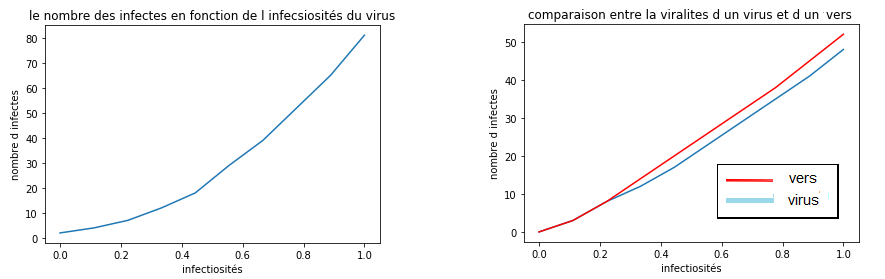 le nombre des infectes en fonction de l infecsiosités du virus
nombre d infectes
80
70
60
50
40
30
20
10
0
0.0 0.2 0.4 0.6 0.8 1.0
infectiosités
comparaison entre la viralites d un virus et d un vers
nombre d infectes
50
40
30
20
10
0
vers
virus
0.0 0.2 0.4 0.6 0.8 1.0
infectiosités